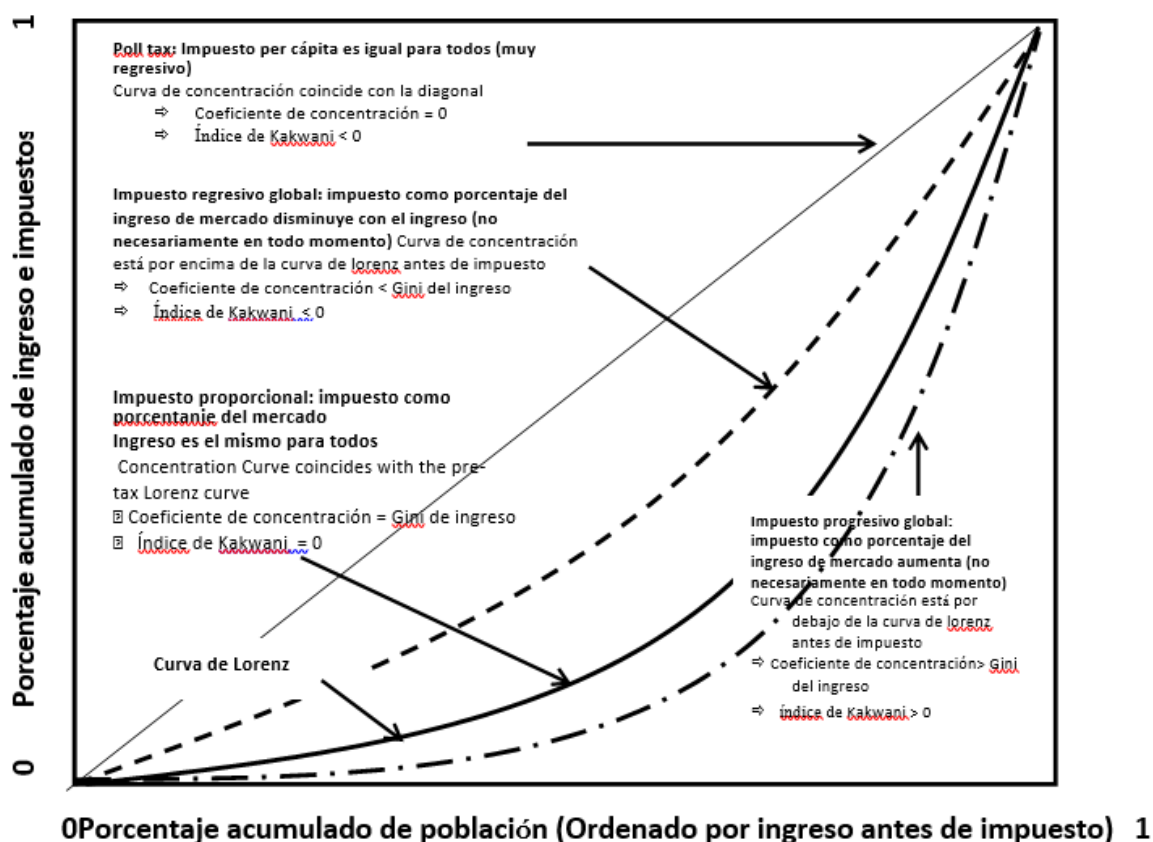 1
Porcentaje acumulado de ingreso e impuestos
0
Poll tax: Impuesto per cápita es igual para todos (muy
regresivo)
Curva de concentración coincide con la diagonal
⇨ Coeficiente de concentración = 0
⇨ Índice de Kakwani < 0
Impuesto regresivo global: impuesto como porcentaje del
ingreso de mercado disminuye con el ingreso (no
necesariamente en todo momento) Curva de concentración
está por encima de la curva de lorenz antes de impuesto
⇨ Coeficiente de concentración < Gini del ingreso
⇨ Índice de Kakwani < 0
Impuesto proporcional: impuesto como
porcentanje del mercado
Ingreso es el mismo para todos
Concentration Curve coincides with the pre-
tax Lorenz curve
⍰ Coeficiente de concentración = Gini de ingreso
⍰ Índice de Kakwani = 0
Curva de Lorenz
Impuesto progresivo global:
impuesto como porcentaje del
ingreso de mercado aumenta (no
necesariamente en todo momento)
Curva de concentración está por
debajo de la curva de lorenz
antes de impuesto
⇨ Coeficiente de concentración> Gini
del ingreso
⇨ índice de Kakwani > 0
0Porcentaje acumulado de población (Ordenado por ingreso antes de impuesto) 1